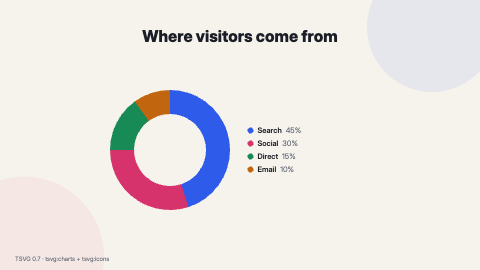 Where visitors come from
Search 45%
Social 30%
Direct 15%
Email 10%
TSVG 0.7 · tsvg:charts + tsvg:icons